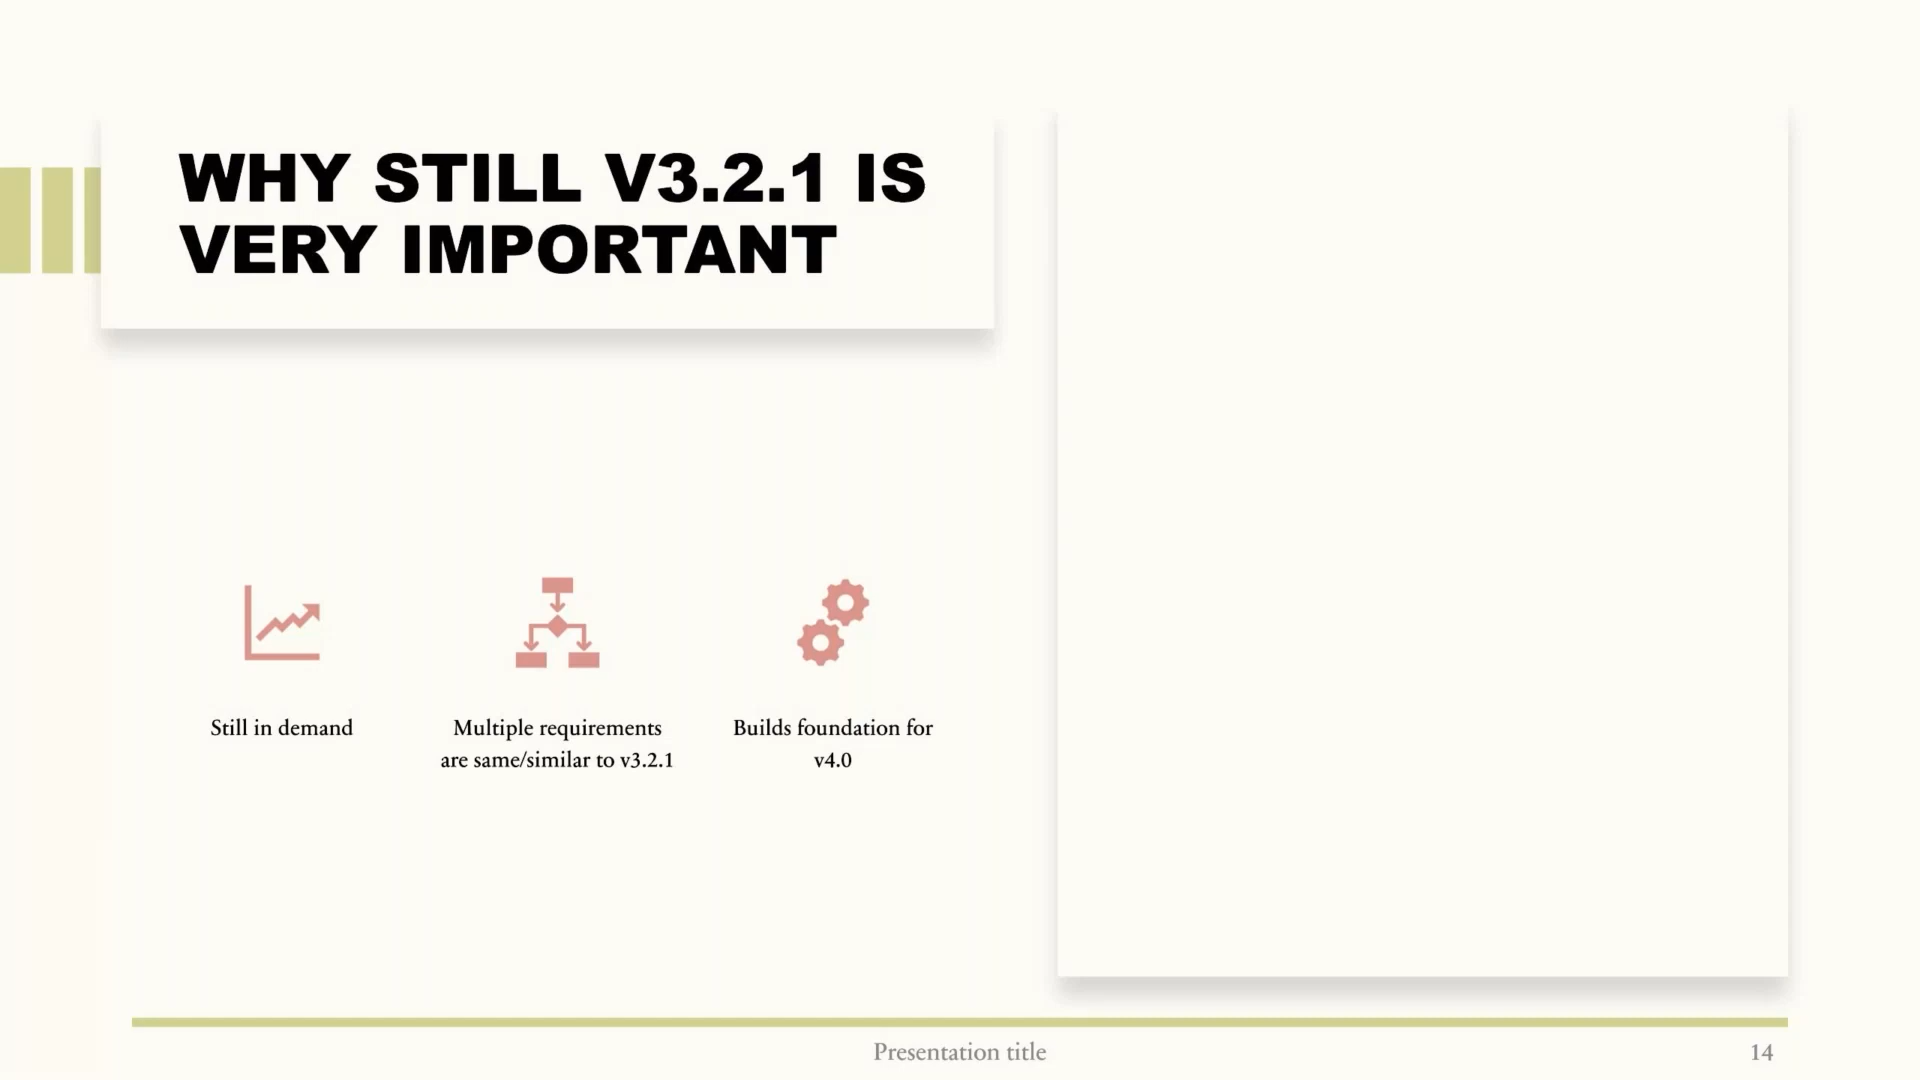 WHY STILL V3.2.1 IS
VERY IMPORTANT
Still in demand
Multiple requirements
are same/similar to v3.2.1
Builds foundation for
v4.0
Presentation title
14